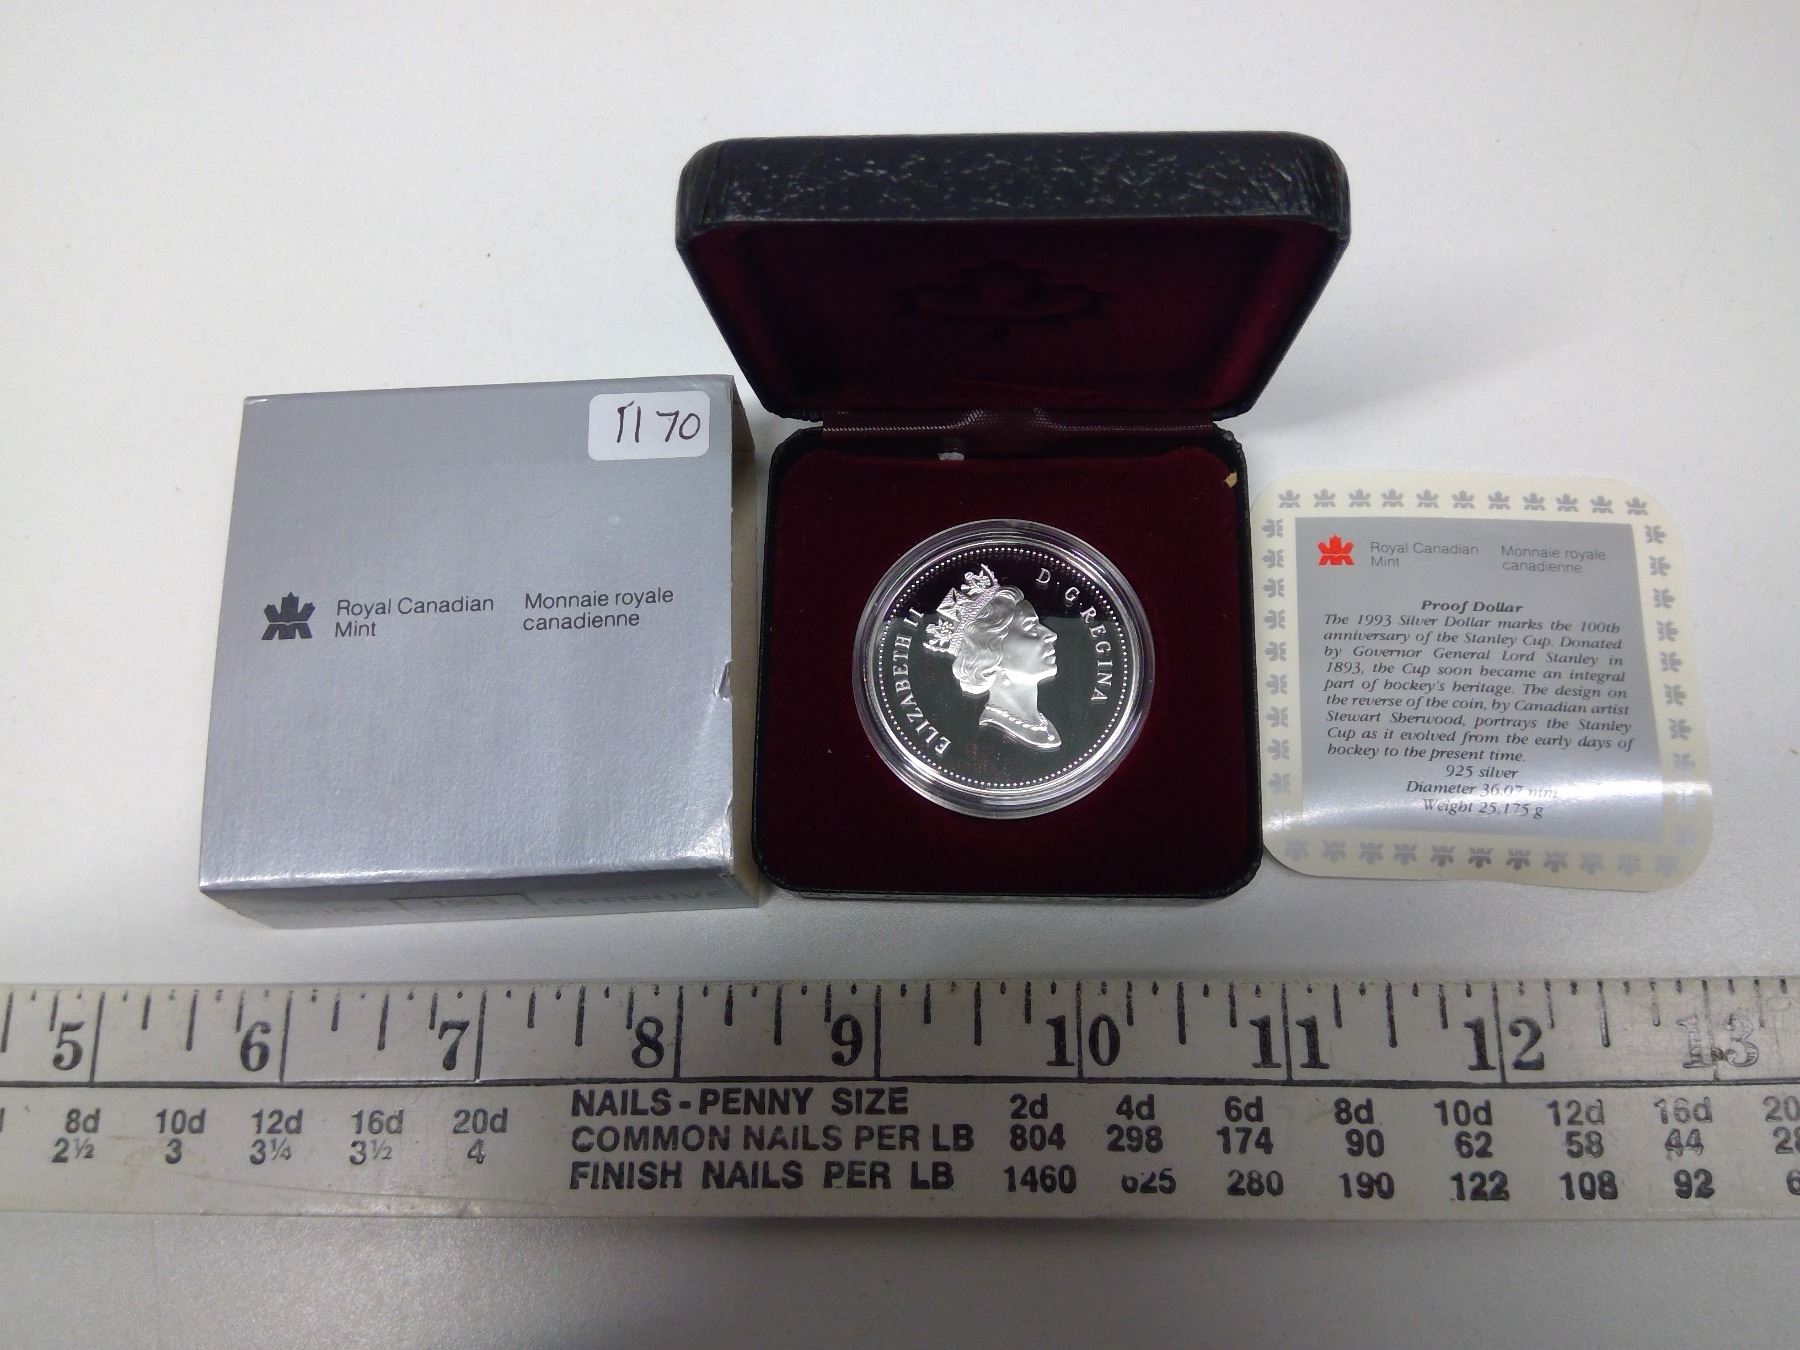 11 70
Royal Canadian Mint
Monnaie royale canadienne
ELIZABETH II D·G·REGINA
Royal Canadian Mint
Monnaie royale canadienne
Proof Dollar
The 1993 Silver Dollar marks the 100th
anniversary of the Stanley Cup. Donated
by Governor General Lord Stanley in
1893, the Cup soon became an integral
part of hockey's heritage. The design on
the reverse of the coin, by Canadian artist
Stewart Sherwood, portrays the Stanley
Cup as it evolved from the early days of
hockey to the present time.
925 silver
Diameter 36.07 mm
Weight 25.175 g
5 6 7 8 9 10 11 12 13
8d 10d 12d 16d 20d
2½ 3 3¼ 3½ 4
NAILS - PENNY SIZE 2d 4d 6d 8d 10d 12d 16d 20
COMMON NAILS PER LB 804 298 174 90 62 58 44
FINISH NAILS PER LB 1460 625 280 190 122 108 92